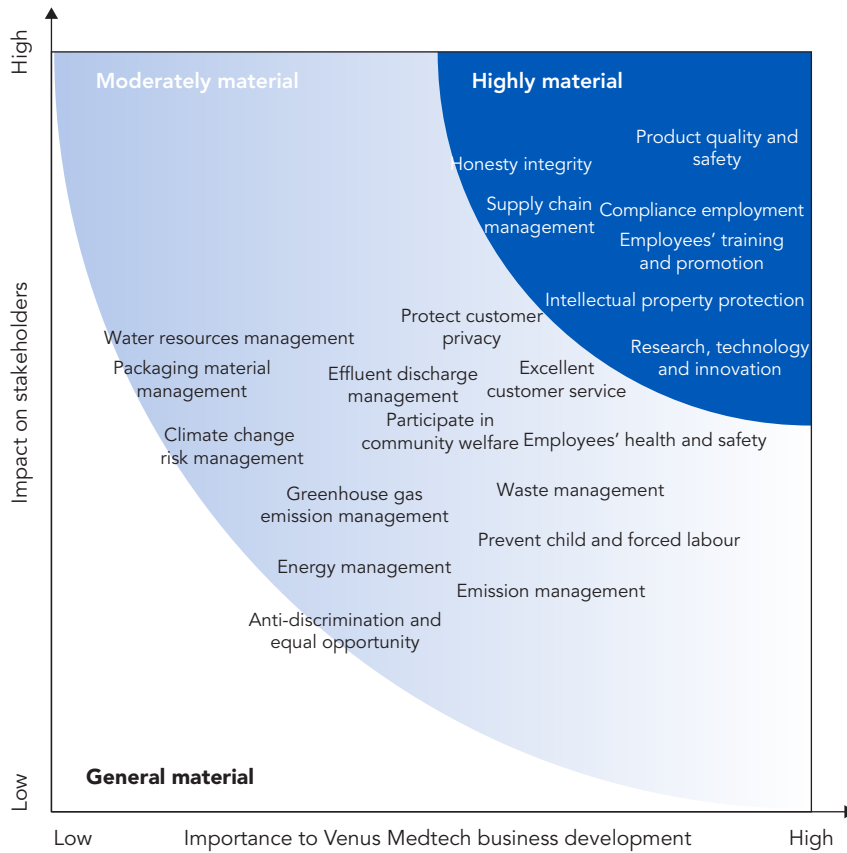 High
Impact on stakeholders
Low
Moderately material
Highly material
Product quality and
safety
Honesty integrity
Supply chain
management
Compliance employment
Employees’ training
and promotion
Intellectual property protection
Research, technology
and innovation
Protect customer
privacy
Water resources management
Packaging material
management
Effluent discharge
management
Excellent
customer service
Participate in
community welfare
Employees’ health and safety
Climate change
risk management
Waste management
Greenhouse gas
emission management
Prevent child and forced labour
Energy management
Emission management
Anti-discrimination and
equal opportunity
General material
Low
Importance to Venus Medtech business development
High